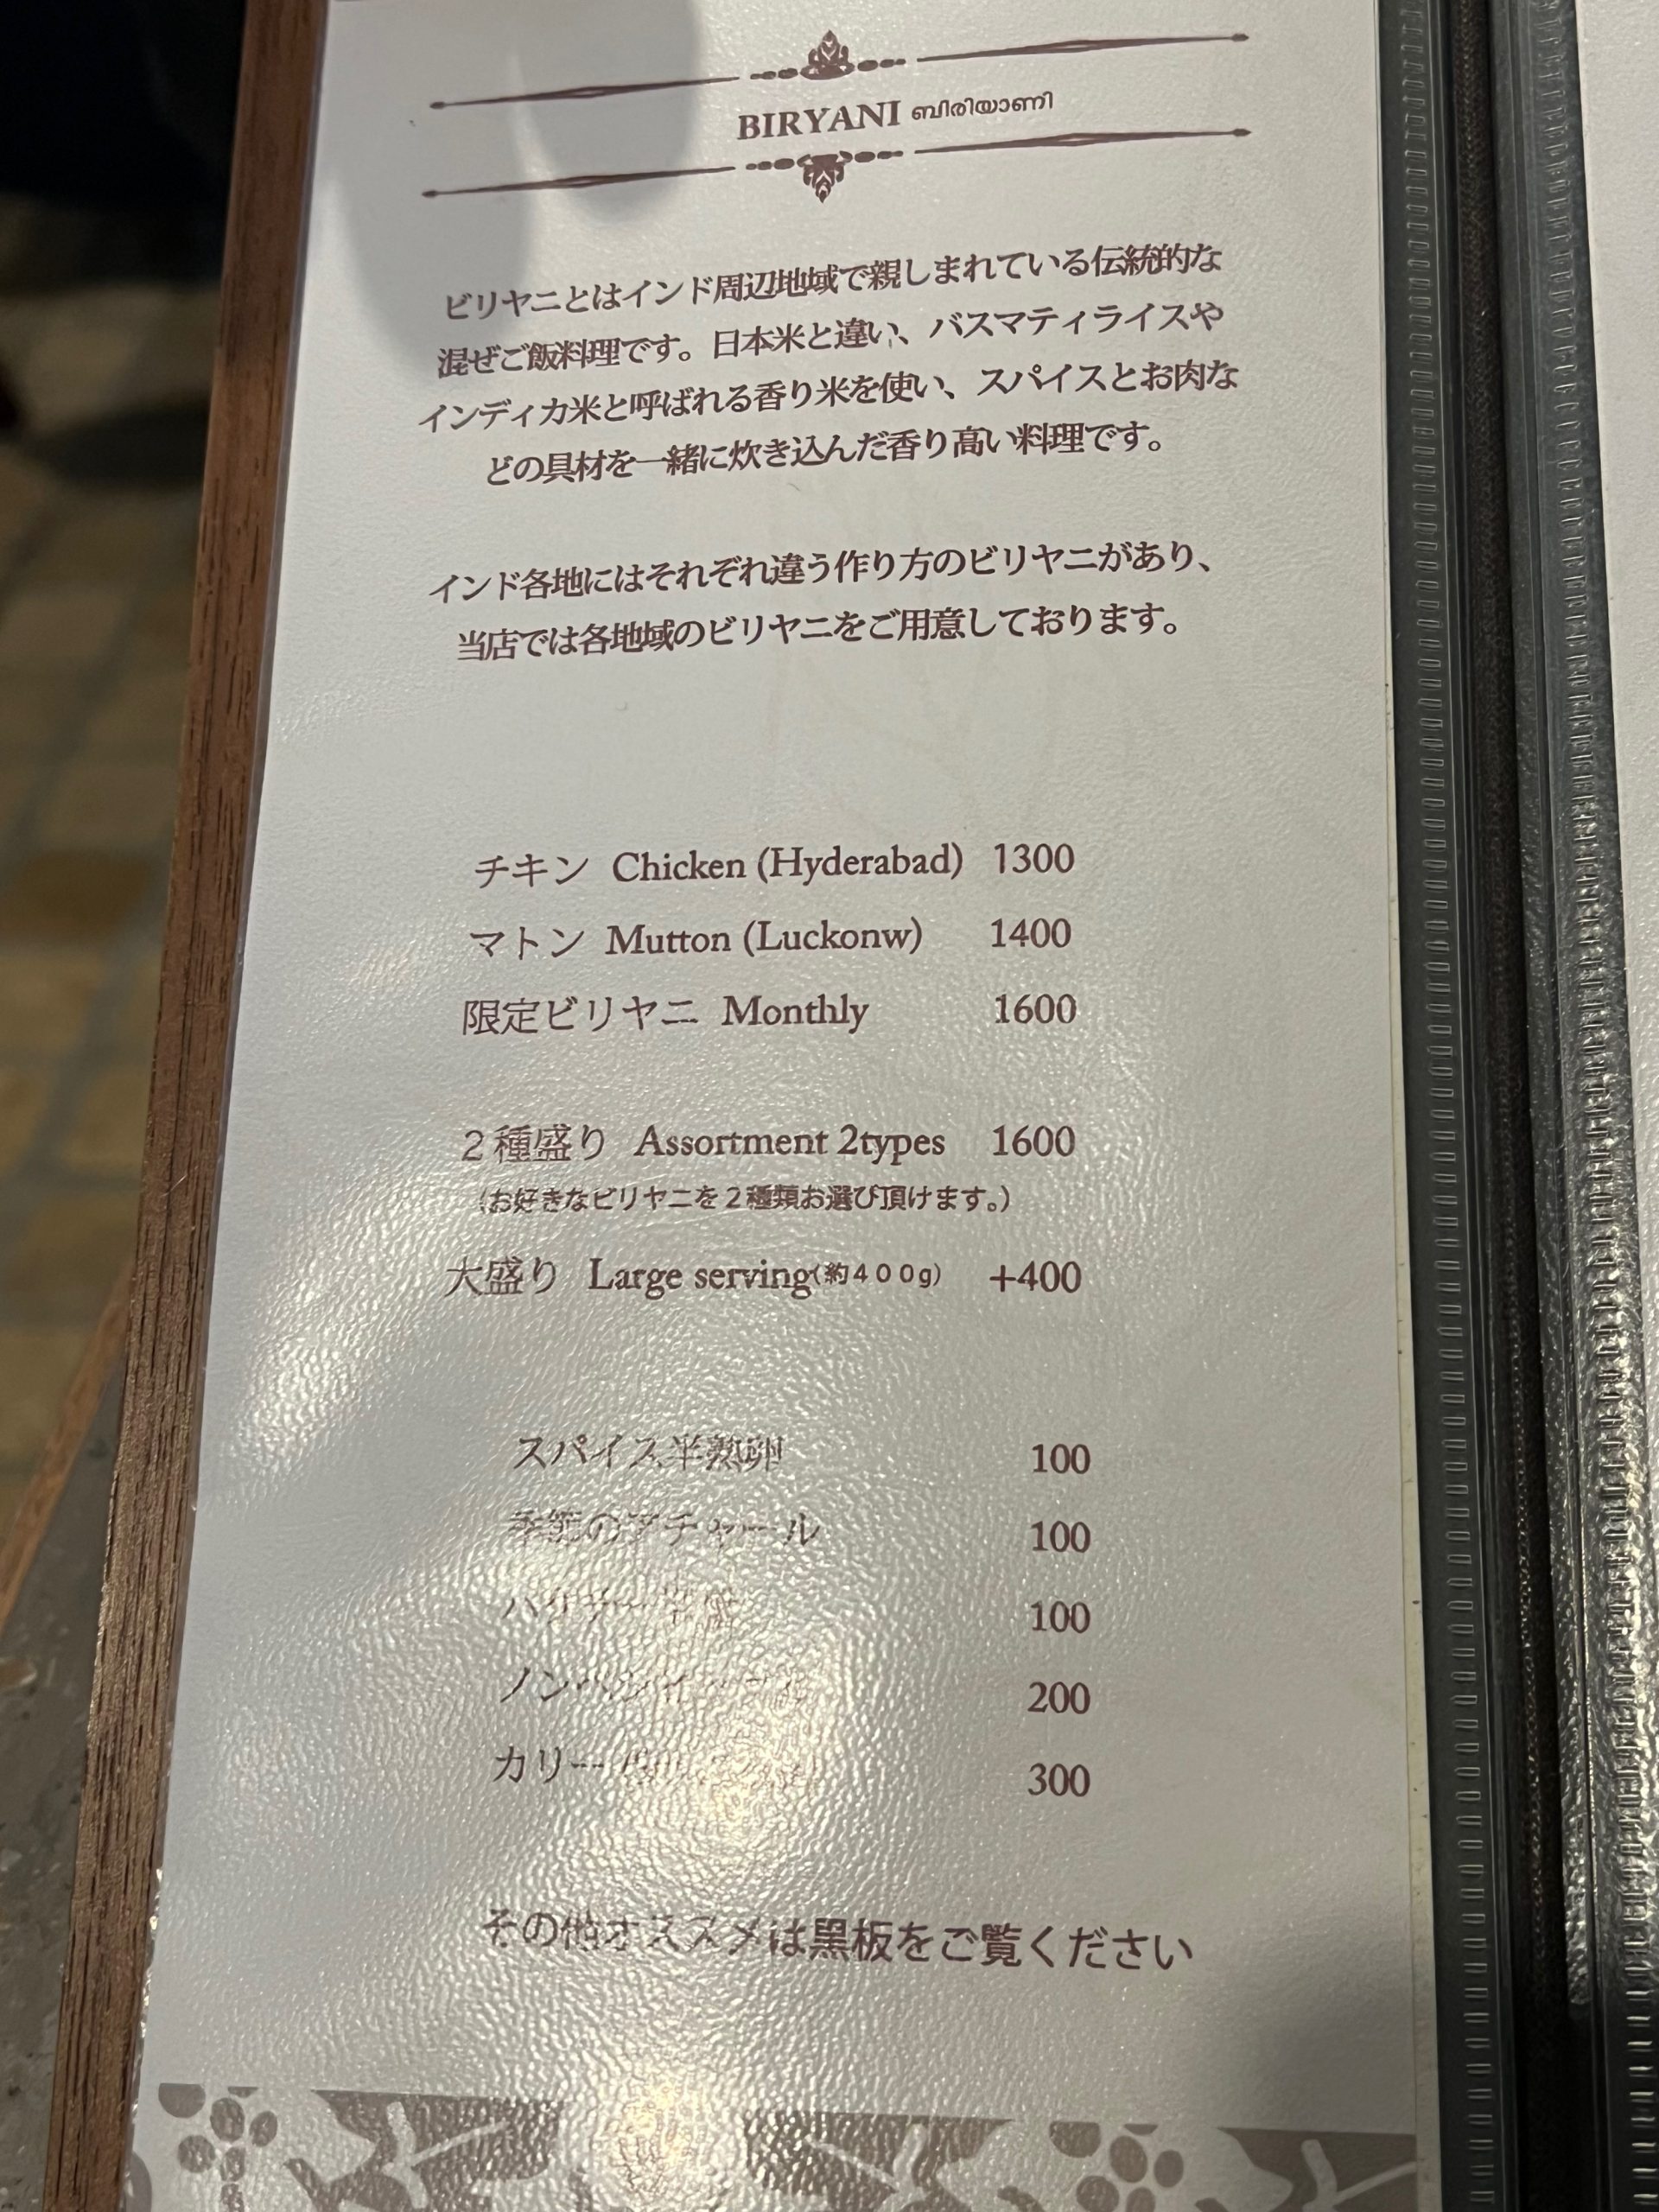 BIRYANI ബിരിയാണി
ビリヤニとはインド周辺地域で親しまれている伝統的な
混ぜご飯料理です。日本米と違い、バスマティライスや
インディカ米と呼ばれる香り米を使い、スパイスとお肉な
どの具材を一緒に炊き込んだ香り高い料理です。
インド各地にはそれぞれ違う作り方のビリヤニがあり、
当店では各地域のビリヤニをご用意しております。
チキン Chicken (Hyderabad) 1300
マトン Mutton (Luckonw) 1400
限定ビリヤニ Monthly 1600
２種盛り Assortment 2types 1600
(お好きなビリヤニを２種類お選び頂けます。)
大盛り Large serving(約４００g) +400
スパイス半熟卵 100
季節のアチャール 100
100
200
カリー 300
その他オススメは黒板をご覧ください